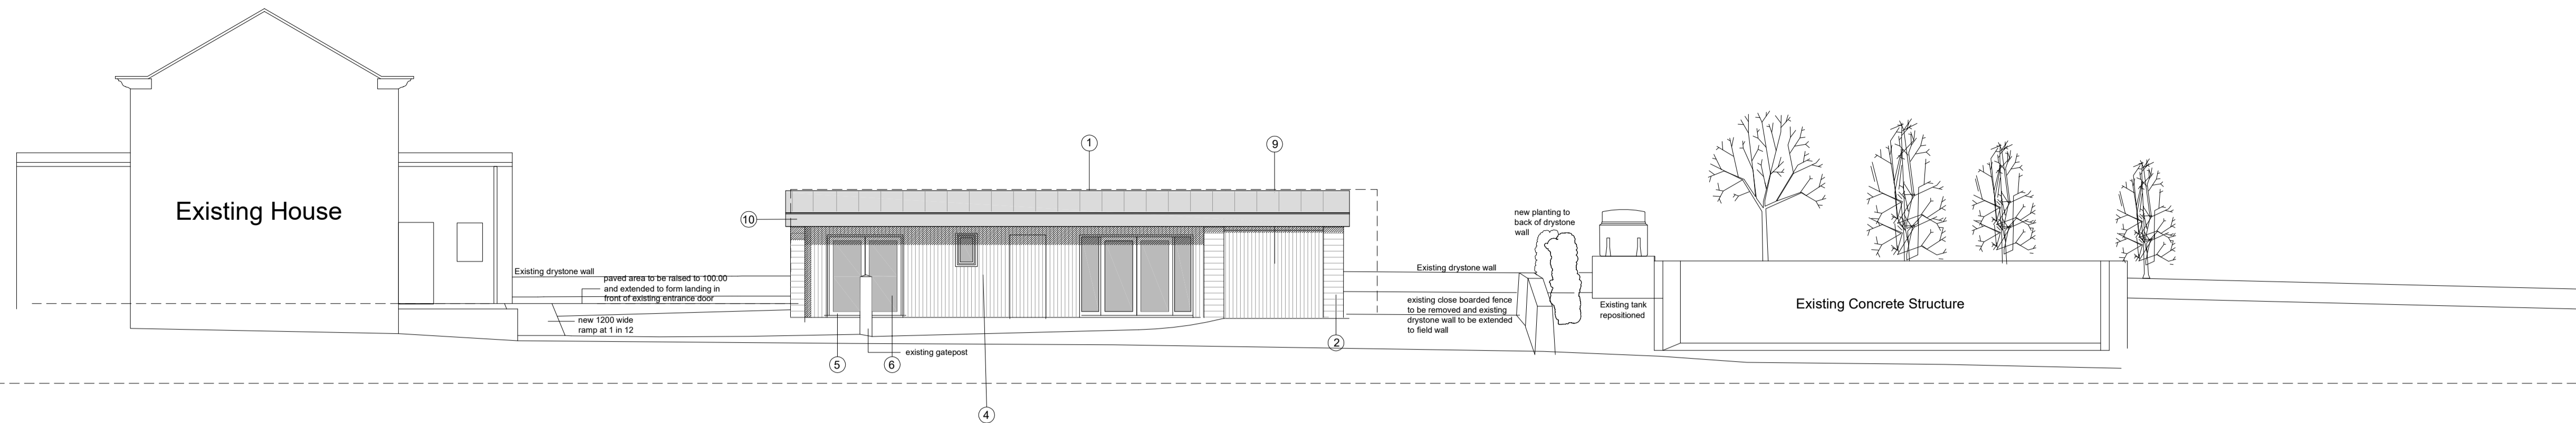 Existing House
Existing drystone wall
paved area to be raised to 100.00
and extended to form landing in
front of existing entrance door
new 1200 wide
ramp at 1 in 12
10
1
9
5
6
existing gatepost
4
2
Existing drystone wall
existing close boarded fence
to be removed and existing
drystone wall to be extended
to field wall
new planting to
back of drystone
wall
Existing tank
repositioned
Existing Concrete Structure